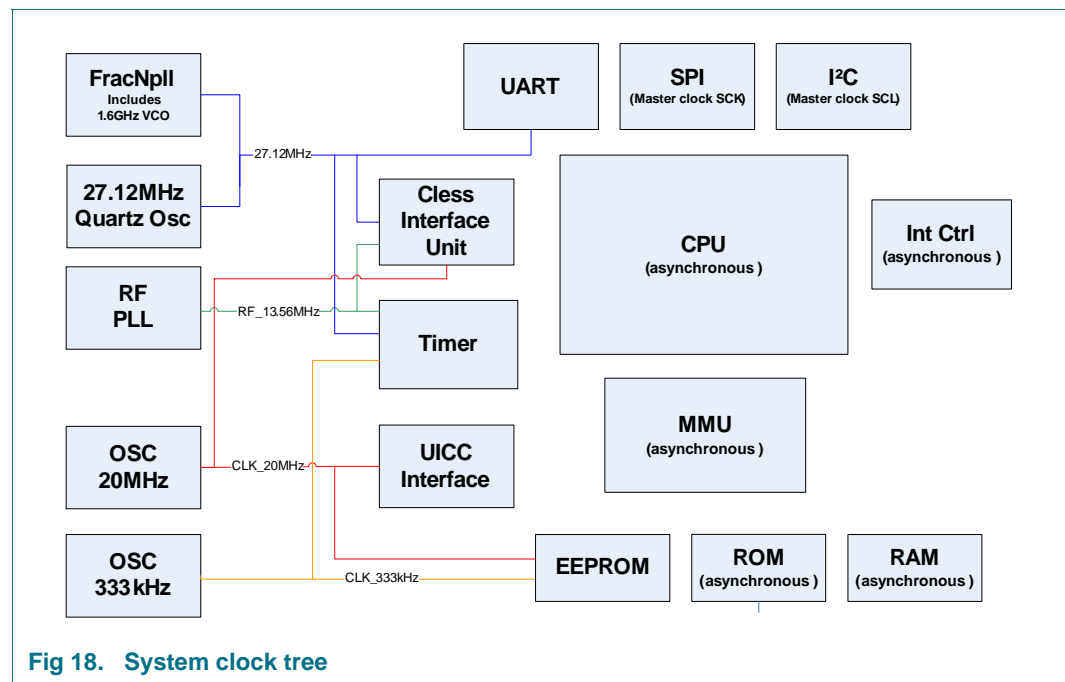 FracNpll
Includes
1.6GHz VCO
27.12MHz
Quartz Osc
RF
PLL
OSC
20MHz
OSC
333kHz
27.12MHz
RF_13.56MHz
CLK_20MHz
CLK_333kHz
UART
SPI
(Master clock SCK)
I²C
(Master clock SCL)
Cless
Interface
Unit
Timer
UICC
Interface
CPU
(asynchronous )
Int Ctrl
(asynchronous )
MMU
(asynchronous )
EEPROM
ROM
(asynchronous )
RAM
(asynchronous )
Fig 18. System clock tree